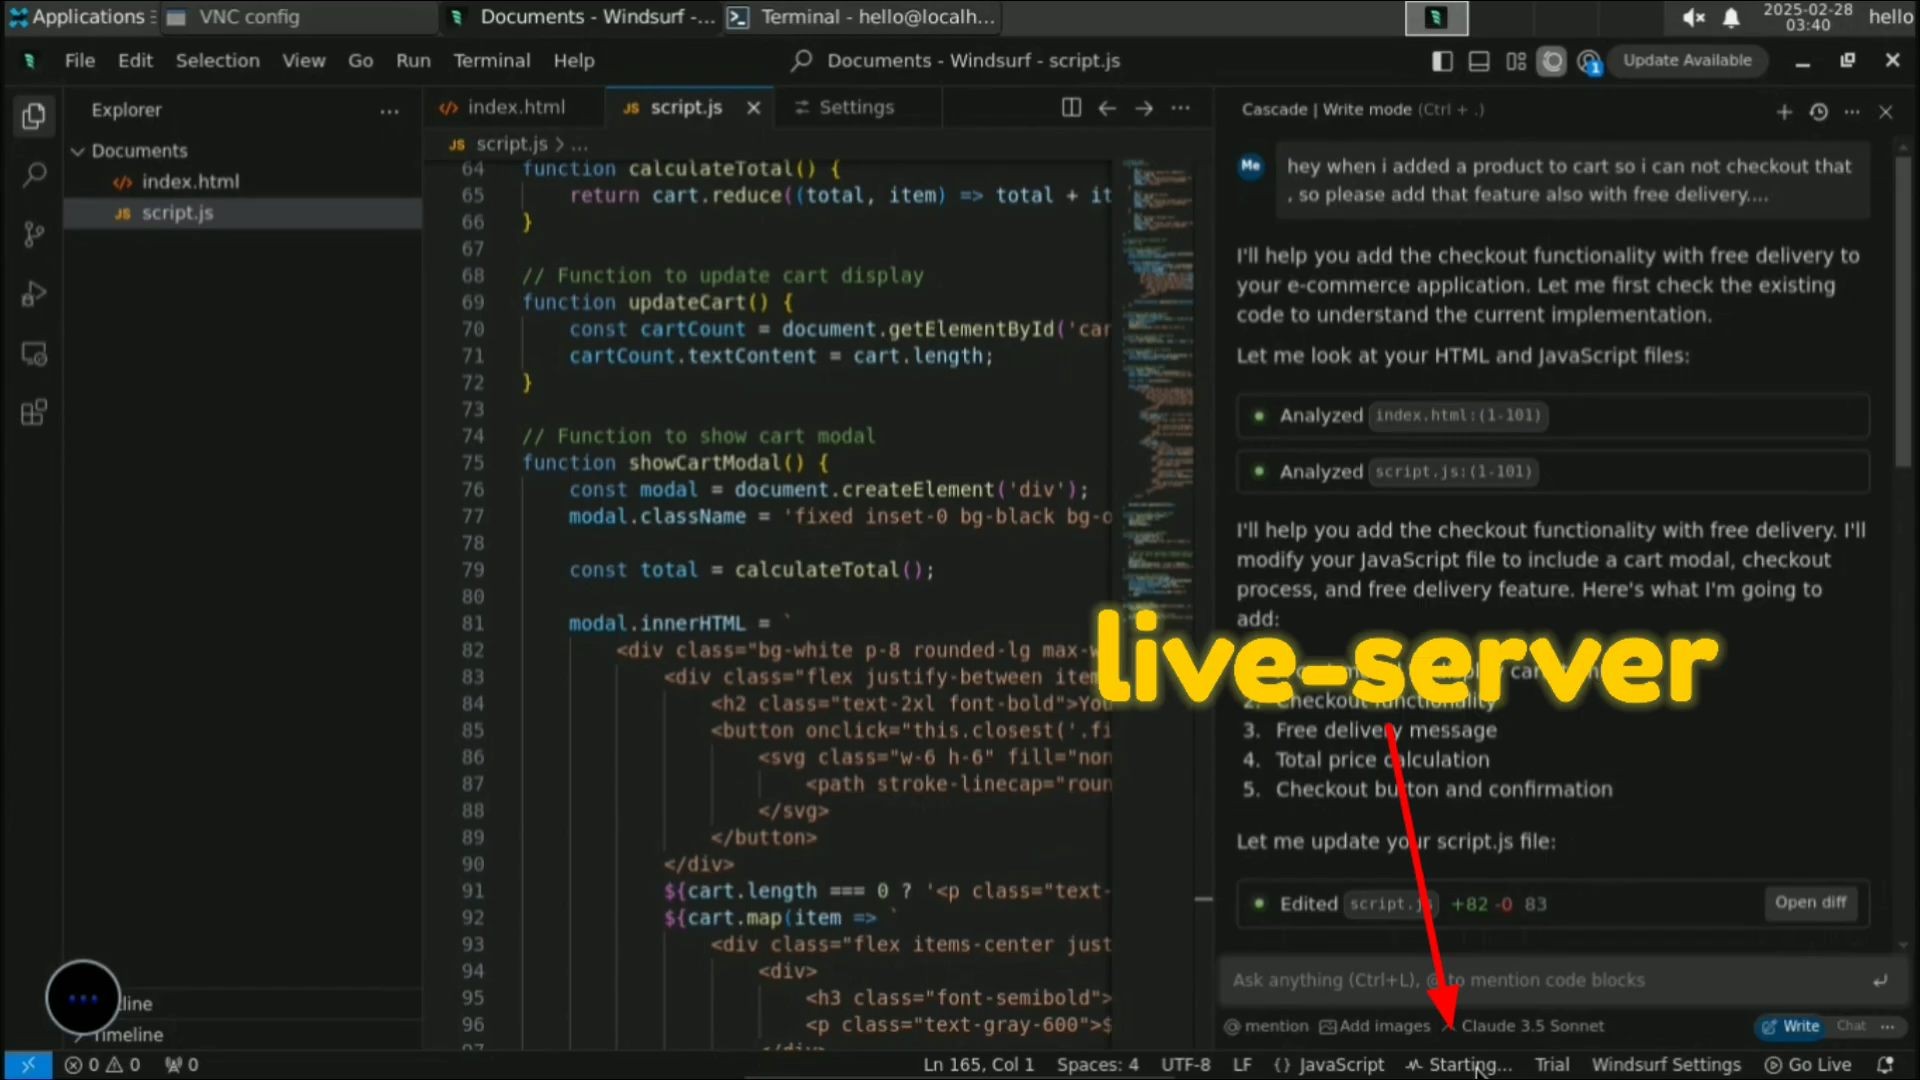 Applications
VNC config
Documents - Windsurf -...
Terminal - hello@localh...
2025-02-28
03:40
hello
File Edit Selection View Go Run Terminal Help
Documents - Windsurf - script.js
1
Update Available
Explorer
Documents
index.html
JS script.js
index.html
JS script.js
Settings
JS script.js > ...
64 function calculateTotal() {
65 return cart.reduce((total, item) => total + it
66 }
67
68 // Function to update cart display
69 function updateCart() {
70 const cartCount = document.getElementById('car
71 cartCount.textContent = cart.length;
72 }
73
74 // Function to show cart modal
75 function showCartModal() {
76 const modal = document.createElement('div');
77 modal.className = 'fixed inset-0 bg-black bg-o
78
79 const total = calculateTotal();
80
81 modal.innerHTML = `
82 <div class="bg-white p-8 rounded-lg max-w
83 <div class="flex justify-between item
84 <h2 class="text-2xl font-bold">You
85 <button onclick="this.closest('.fi
86 <svg class="w-6 h-6" fill="non
87 <path stroke-linecap="roun
88 </svg>
89 </button>
90 </div>
91 ${cart.length === 0 ? '<p class="text-
92 ${cart.map(item => `
93 <div class="flex items-center just
94 <div>
95 <h3 class="font-semibold">
96 <p class="text-gray-600">$
97
Cascade | Write mode (Ctrl + .)
Me
hey when i added a product to cart so i can not checkout that
, so please add that feature also with free delivery....
I'll help you add the checkout functionality with free delivery to
your e-commerce application. Let me first check the existing
code to understand the current implementation.
Let me look at your HTML and JavaScript files:
Analyzed index.html:(1-101)
Analyzed script.js:(1-101)
I'll help you add the checkout functionality with free delivery. I'll
modify your JavaScript file to include a cart modal, checkout
process, and free delivery feature. Here's what I'm going to
add:
live-server
2. Checkout functionality
3. Free delivery message
4. Total price calculation
5. Checkout button and confirmation
Let me update your script.js file:
Edited script.js +82 -0 83
Open diff
Ask anything (Ctrl+L), @ to mention code blocks
@ mention Add images Claude 3.5 Sonnet
Write Chat ...
Timeline
0 0 0
Ln 165, Col 1 Spaces: 4 UTF-8 LF {} JavaScript Starting... Trial Windsurf Settings Go Live